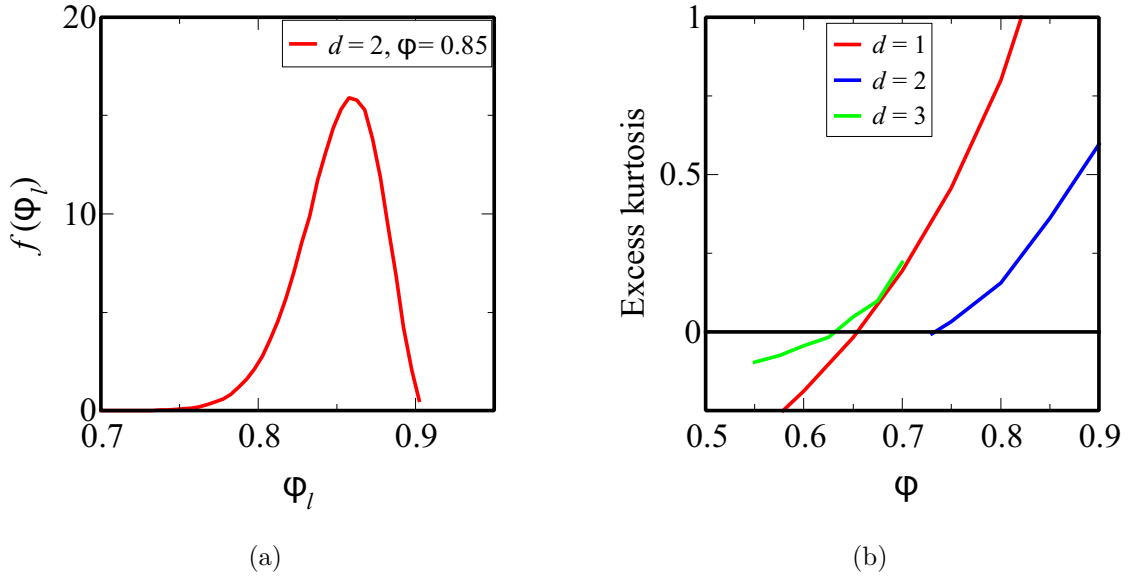 20
10
0
0.7
0.8
0.9
f (φl)
φl
d = 2, φ= 0.85
(a)
1
0.5
0
0.5
0.6
0.7
0.8
0.9
Excess kurtosis
φ
d = 1
d = 2
d = 3
(b)